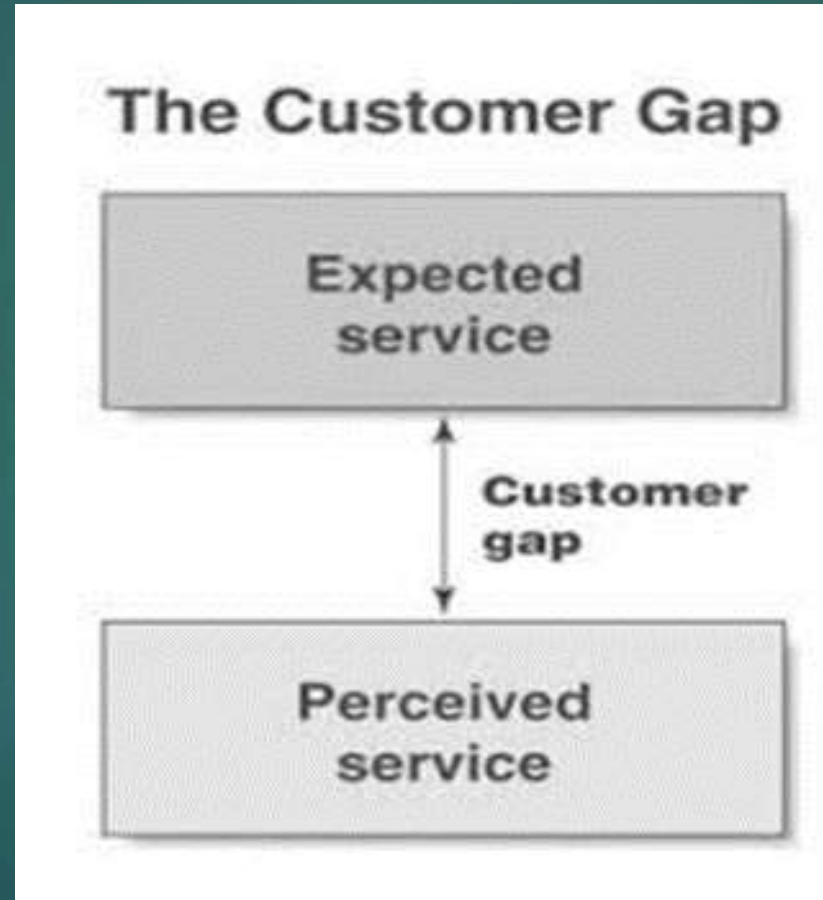 The Customer Gap
Expected
service
Customer
gap
Perceived
service